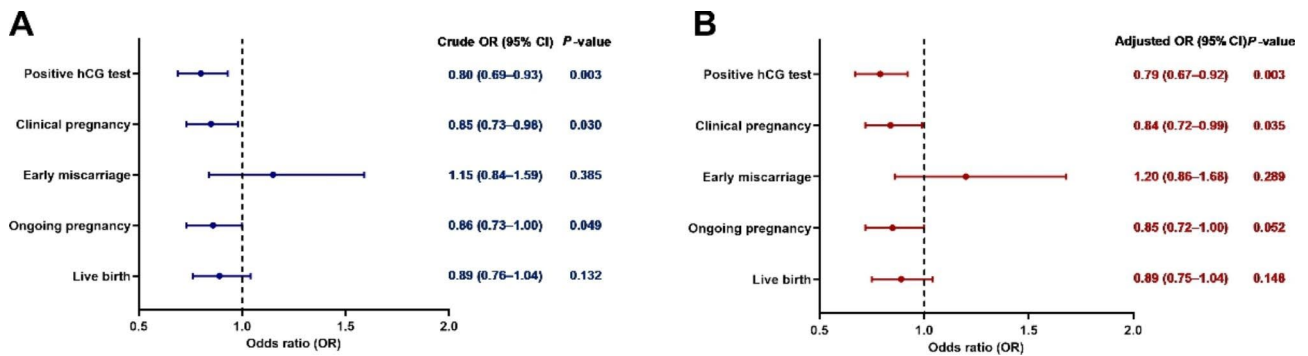 A
Crude OR (95% CI) P-value
Positive hCG test 0.80 (0.69–0.93) 0.003
Clinical pregnancy 0.85 (0.73–0.98) 0.030
Early miscarriage 1.15 (0.84–1.59) 0.385
Ongoing pregnancy 0.86 (0.73–1.00) 0.049
Live birth 0.89 (0.76–1.04) 0.132
0.5 1.0 1.5 2.0
Odds ratio (OR)
B
Adjusted OR (95% CI) P-value
Positive hCG test 0.79 (0.67–0.92) 0.003
Clinical pregnancy 0.84 (0.72–0.99) 0.035
Early miscarriage 1.20 (0.86–1.68) 0.289
Ongoing pregnancy 0.85 (0.72–1.00) 0.052
Live birth 0.89 (0.75–1.04) 0.148
0.5 1.0 1.5 2.0
Odds ratio (OR)